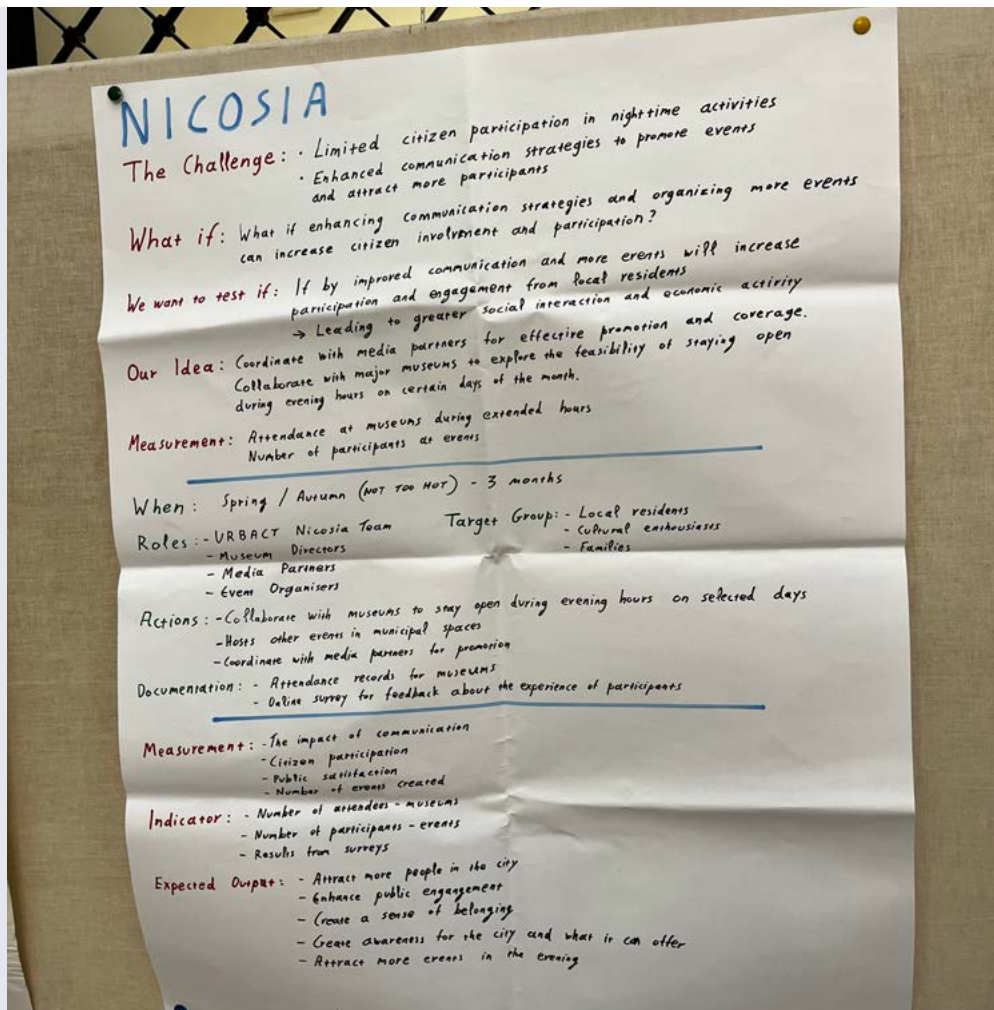 NICOSIA
The Challenge: · Limited citizen participation in nighttime activities
· Enhanced communication strategies to promote events
and attract more participants
What if: What if enhancing communication strategies and organizing more events
can increase citizen involvment and participation?
We want to test if: If by improved communication and more events will increase
participation and engagement from local residents
→ Leading to greater social interaction and economic activity
Our Idea: Coordinate with media partners for effective promotion and coverage.
Collaborate with major museums to explore the feasibility of staying open
during evening hours on certain days of the month.
Measurement: Attendance at museums during extended hours
Number of participants at events
When: Spring / Autumn (NOT TOO HOT) - 3 months
Roles: - URBACT Nicosia Team
- Museum Directors
- Media Partners
- Event Organisers
Target Group: - Local residents
- Cultural enthousiasts
- Families
Actions: - Collaborate with museums to stay open during evening hours on selected days
- Hosts other events in municipal spaces
- Coordinate with media partners for promotion
Documentation: - Attendance records for museums
- Online survey for feedback about the experience of participants
Measurement: - The impact of communication
- Citizen participation
- Public satisfaction
- Number of events created
Indicator: - Number of attendees - museums
- Number of participants - events
- Results from surveys
Expected Output: - Attract more people in the city
- Enhance public engangement
- Create a sense of belonging
- Create awareness for the city and what it can offer
- Attract more events in the evening